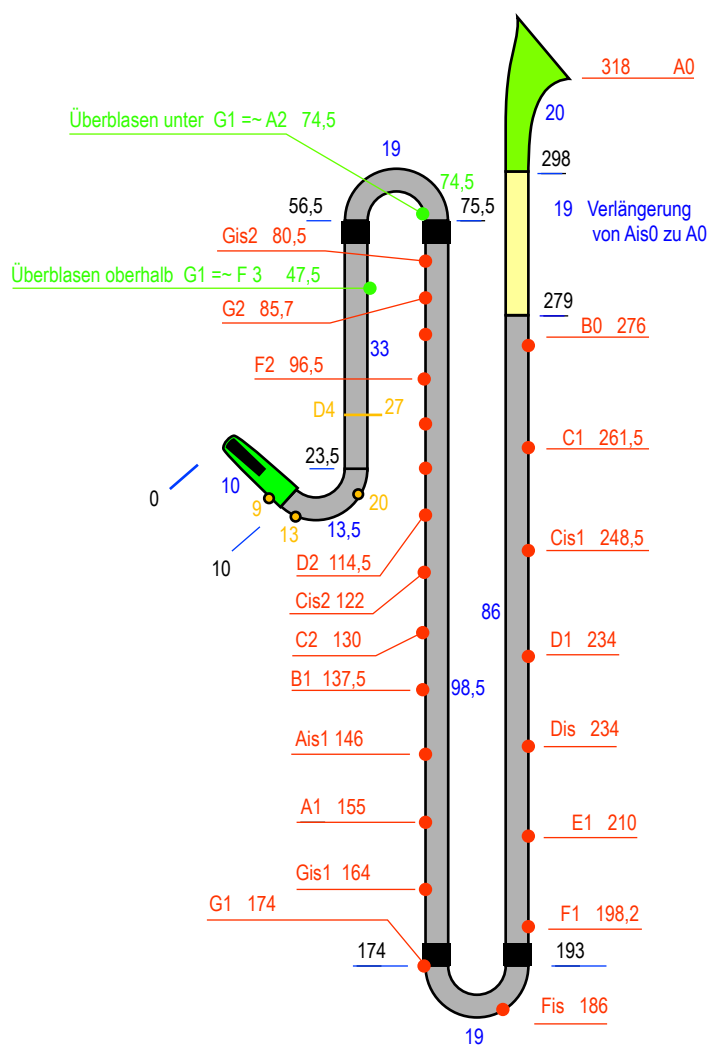 318 A0
20
Überblasen unter G1 =~ A2 74,5
19
298
74,5
56,5
75,5
19 Verlängerung
von Ais0 zu A0
Gis2 80,5
Überblasen oberhalb G1 =~ F 3 47,5
279
G2 85,7
B0 276
33
F2 96,5
D4 27
C1 261,5
23,5
10
0
9
20
13
13,5
Cis1 248,5
10
D2 114,5
Cis2 122
86
C2 130
D1 234
B1 137,5
98,5
Ais1 146
Dis 234
A1 155
E1 210
Gis1 164
G1 174
F1 198,2
174
193
Fis 186
19